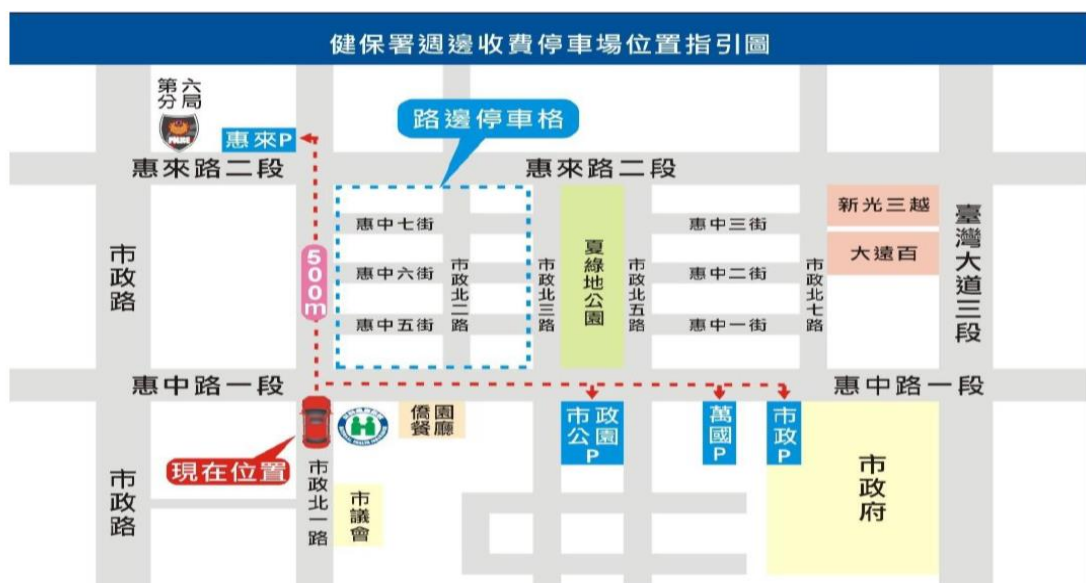 健保署週邊收費停車場位置指引圖
第六
分局
POLICE
惠來P
路邊停車格
惠來路二段
惠來路二段
市政路
500m
惠中七街
惠中六街
惠中五街
市政北二路
市政北三路
夏綠地公園
市政北五路
惠中三街
惠中二街
惠中一街
市政北七路
新光三越
大遠百
臺灣大道三段
惠中路一段
惠中路一段
現在位置
僑園
餐廳
市政
公園
P
萬國P
市政P
市政府
市政路
市政北一路
市議會